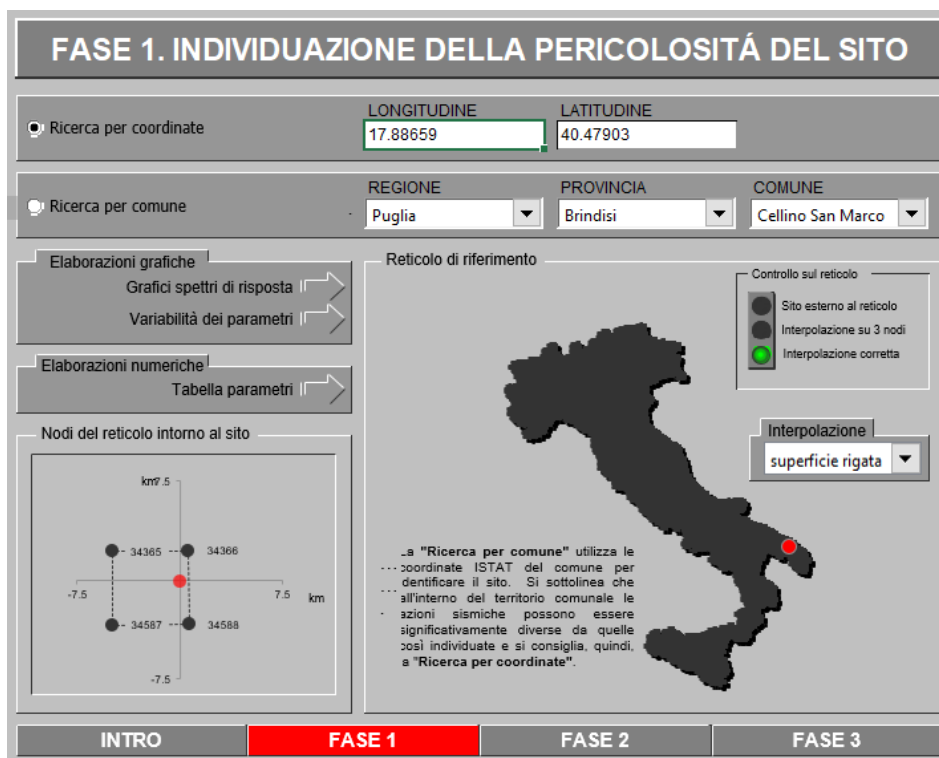 FASE 1. INDIVIDUAZIONE DELLA PERICOLOSITÁ DEL SITO
LONGITUDINE LATITUDINE
Ricerca per coordinate 17.88659 40.47903
REGIONE PROVINCIA COMUNE
Ricerca per comune Puglia Brindisi Cellino San Marco
Elaborazioni grafiche
Grafici spettri di risposta
Variabilità dei parametri
Elaborazioni numeriche
Tabella parametri
Nodi del reticolo intorno al sito
km 7.5
34365 34366
-7.5 7.5 km
34587 34588
-7.5
Reticolo di riferimento
Controllo sul reticolo
Sito esterno al reticolo
Interpolazione su 3 nodi
Interpolazione corretta
Interpolazione
superficie rigata
a "Ricerca per comune" utilizza le
oordinate ISTAT del comune per
dentificare il sito. Si sottolinea che
all'interno del territorio comunale le
azioni sismiche possono essere
significativamente diverse da quelle
così individuate e si consiglia, quindi,
a "Ricerca per coordinate".
INTRO FASE 1 FASE 2 FASE 3